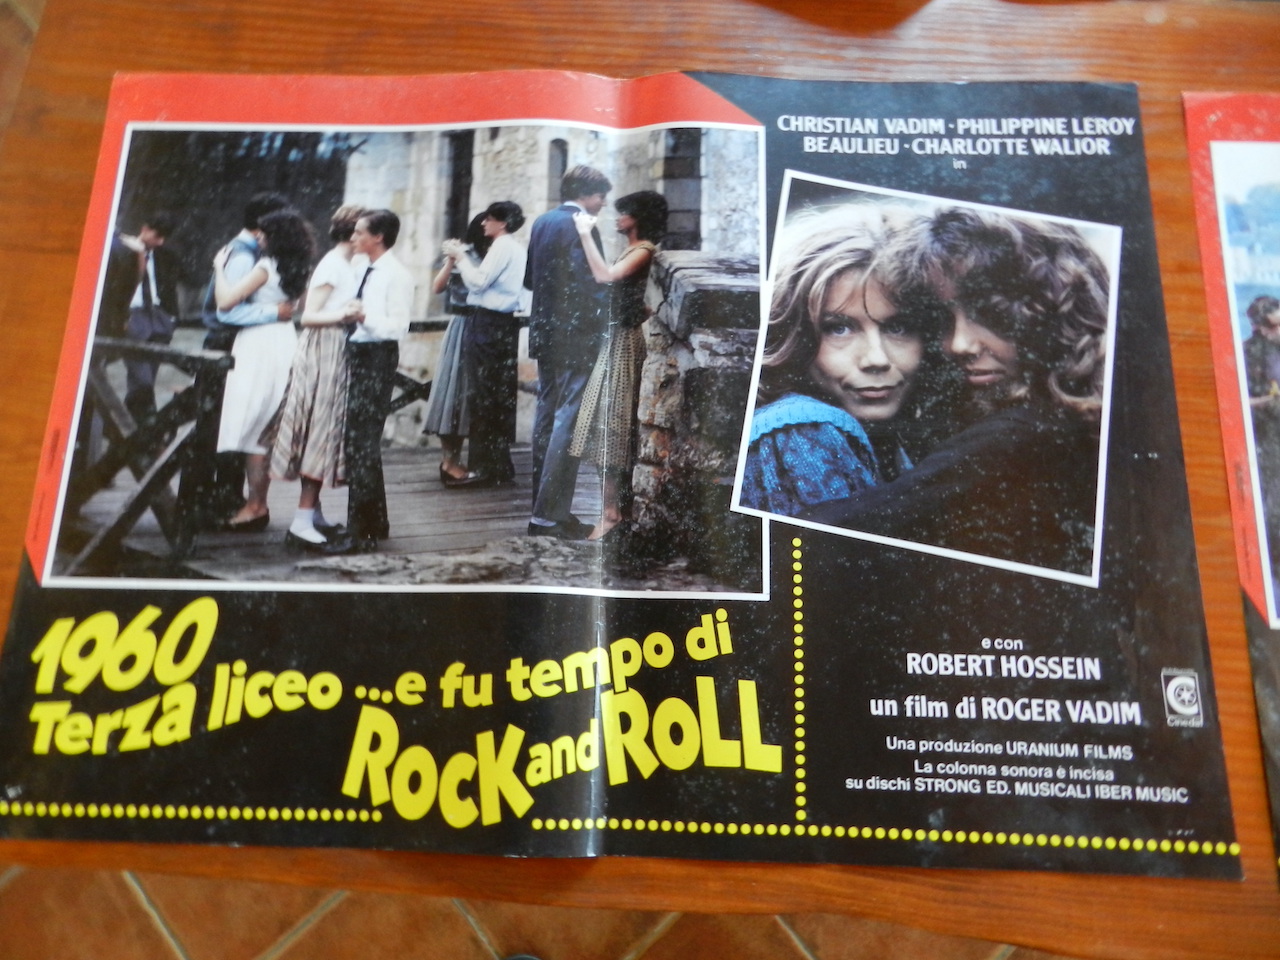 CHRISTIAN VADIM · PHILIPPINE LEROY
BEAULIEU · CHARLOTTE WALIOR
in
1960
Terza liceo ...e fu tempo di
ROCK and ROLL
e con
ROBERT HOSSEIN
un film di ROGER VADIM
Cinedaf
Una produzione URANIUM FILMS
La colonna sonora è incisa
su dischi STRONG ED. MUSICALI IBER MUSIC